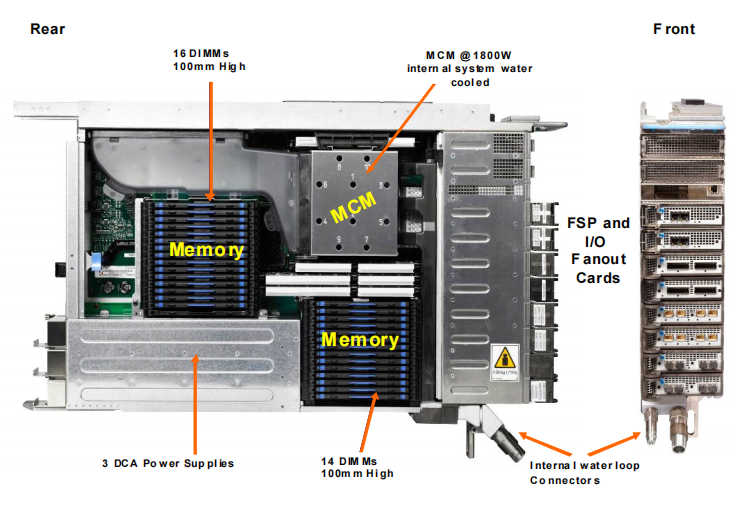 Rear
Front
16 DIMMs
100mm High
MCM @ 1800W
internal system water
cooled
MCM
Memory
Memory
FSP and
I/O
Fanout
Cards
3 DCA Power Supplies
14 DIMMs
100mm High
Internal water loop
Connectors